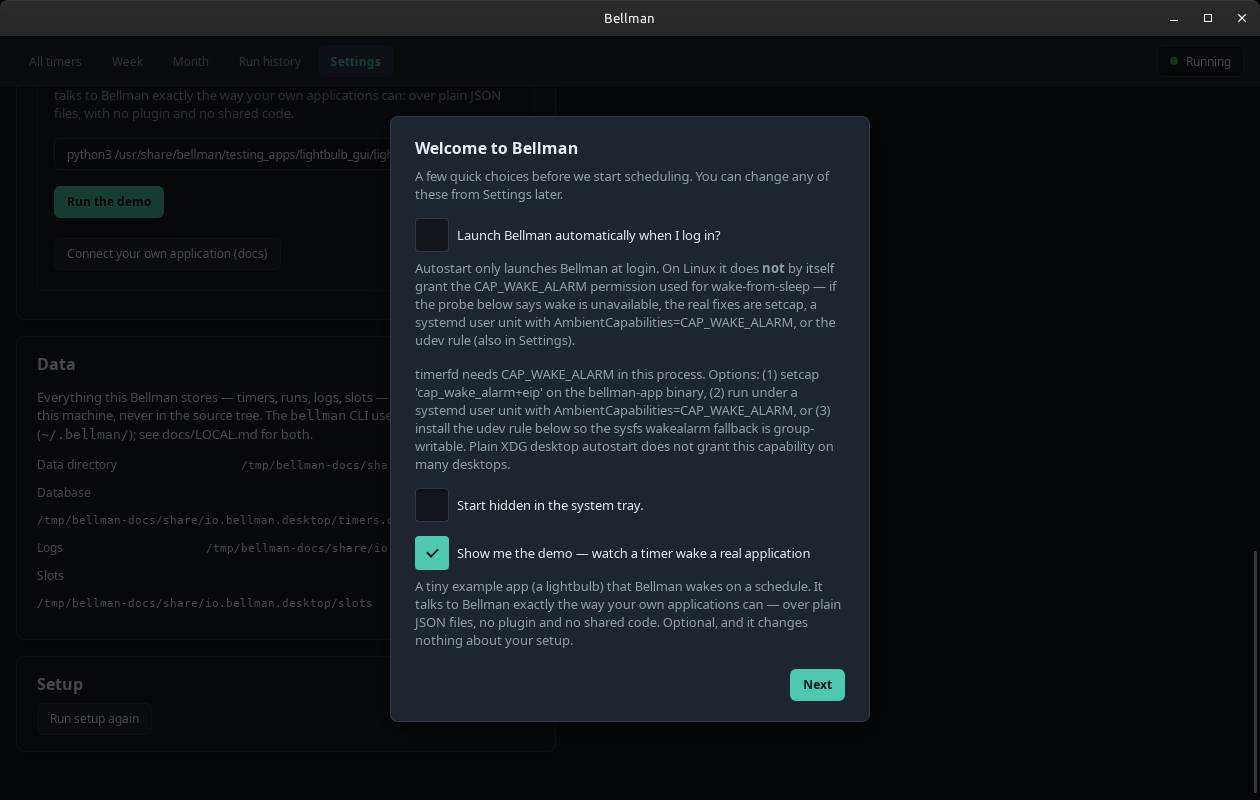 Bellman
All timers
Week
Month
Run history
Settings
Running
talks to Bellman exactly the way your own applications can: over plain JSON
files, with no plugin and no shared code.
python3 /usr/share/bellman/testing_apps/lightbulb_gui/
Run the demo
Connect your own application (docs)
Data
Everything this Bellman stores — timers, runs, logs, slots —
this machine, never in the source tree. The bellman CLI
(~/.bellman/); see docs/LOCAL.md for both.
Data directory
/tmp/bellman-docs/
Database
/tmp/bellman-docs/share/io.bellman.desktop/
Logs
/tmp/bellman-docs/share/io
Slots
/tmp/bellman-docs/share/io.bellman.desktop/slots
Setup
Run setup again
Welcome to Bellman
A few quick choices before we start scheduling. You can change any of
these from Settings later.
Launch Bellman automatically when I log in?
Autostart only launches Bellman at login. On Linux it does not by itself
grant the CAP_WAKE_ALARM permission used for wake-from-sleep — if
the probe below says wake is unavailable, the real fixes are setcap, a
systemd user unit with AmbientCapabilities=CAP_WAKE_ALARM, or the
udev rule (also in Settings).
timerfd needs CAP_WAKE_ALARM in this process. Options: (1) setcap
'cap_wake_alarm+eip' on the bellman-app binary, (2) run under a
systemd user unit with AmbientCapabilities=CAP_WAKE_ALARM, or (3)
install the udev rule below so the sysfs wakealarm fallback is group-
writable. Plain XDG desktop autostart does not grant this capability on
many desktops.
Start hidden in the system tray.
Show me the demo — watch a timer wake a real application
A tiny example app (a lightbulb) that Bellman wakes on a schedule. It
talks to Bellman exactly the way your own applications can — over plain
JSON files, no plugin and no shared code. Optional, and it changes
nothing about your setup.
Next